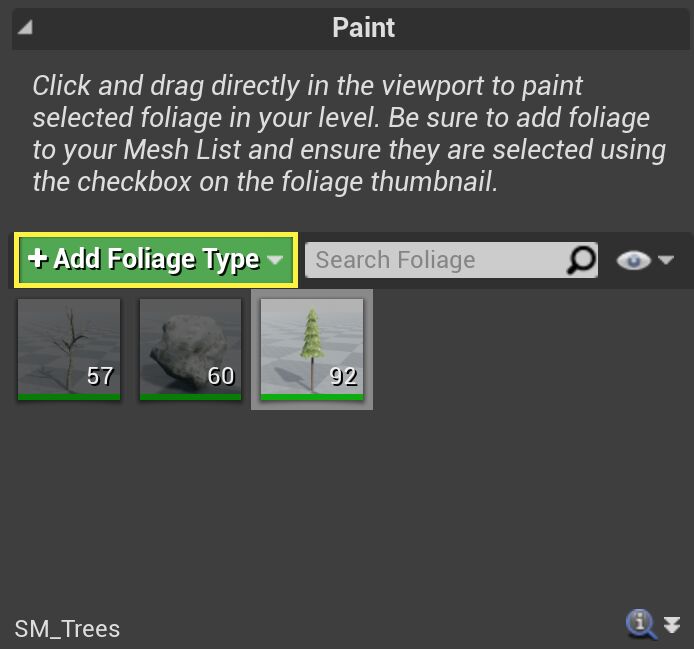 Paint
Click and drag directly in the viewport to paint
selected foliage in your level. Be sure to add foliage
to your Mesh List and ensure they are selected using
the checkbox on the foliage thumbnail.
+ Add Foliage Type
Search Foliage
57
60
92
SM_Trees